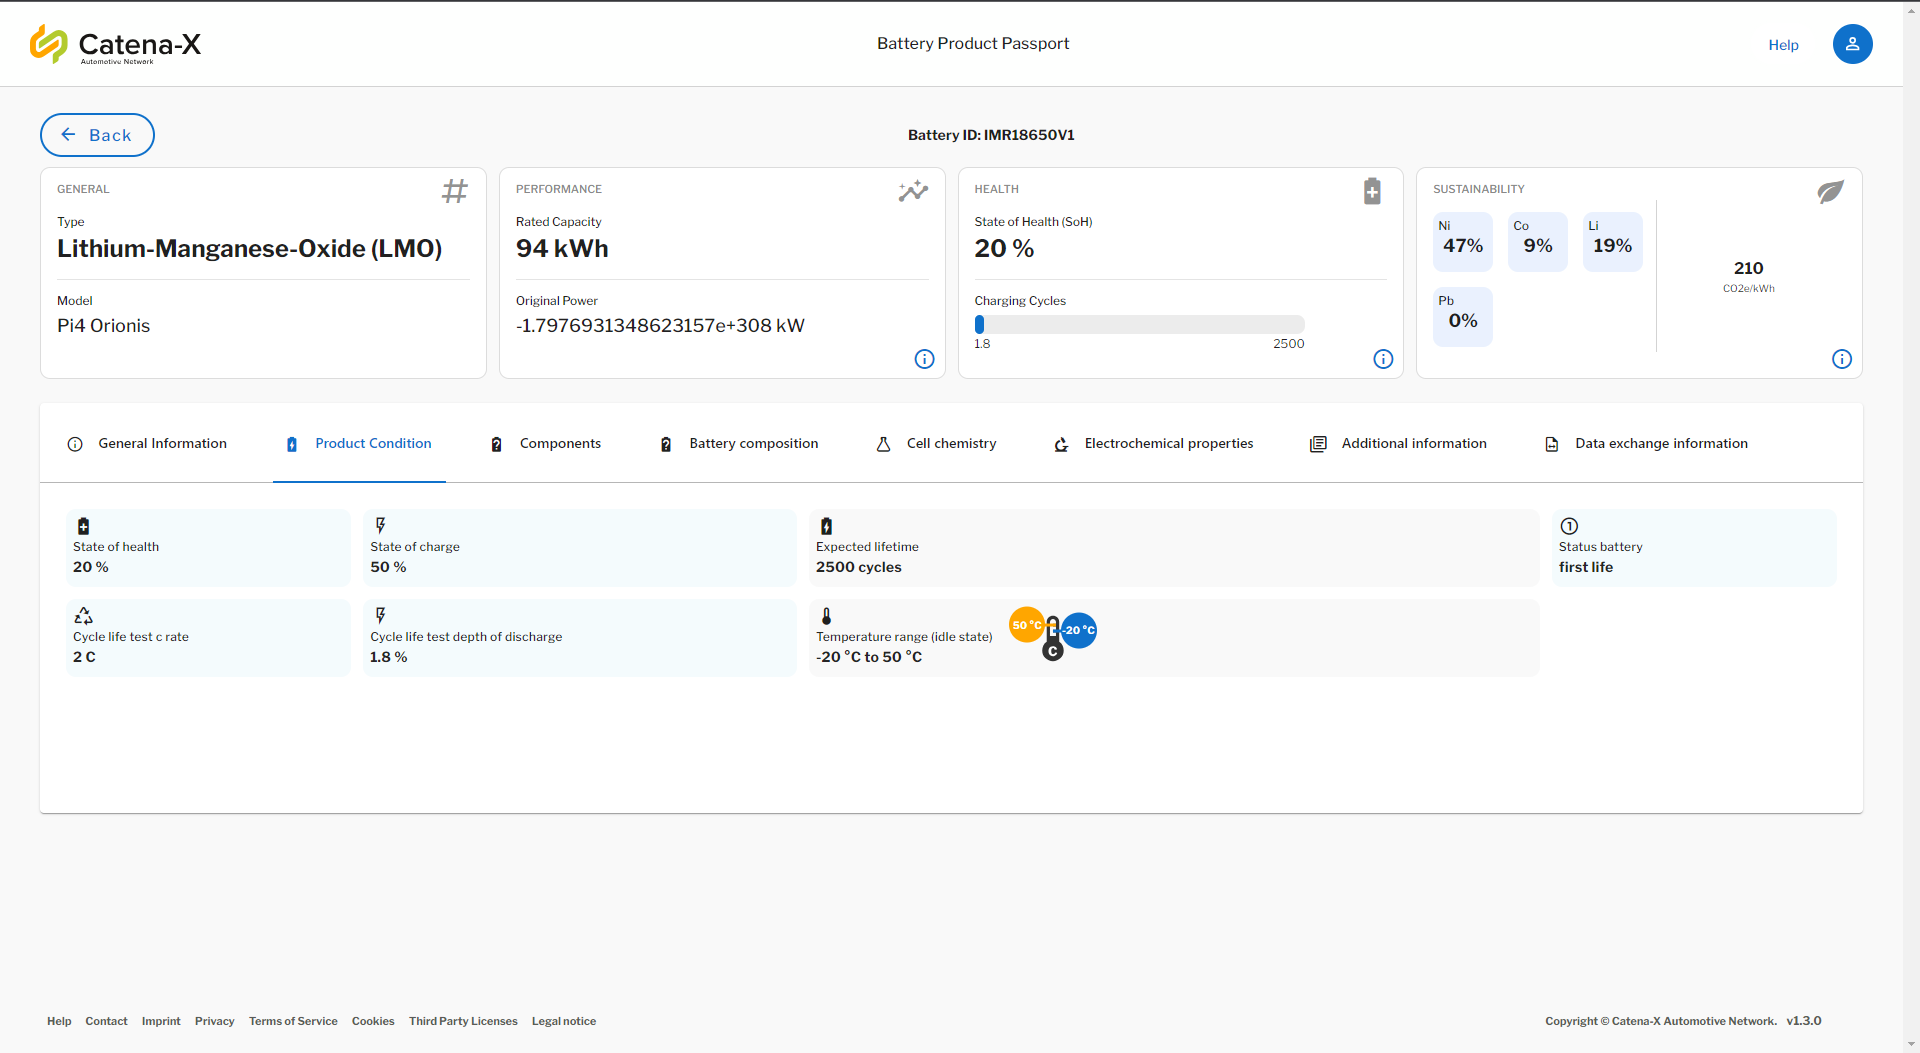 Catena-X
Automotive Network
Battery Product Passport
Help
Back
Battery ID: IMR18650V1
GENERAL
Type
Lithium-Manganese-Oxide (LMO)
Model
Pi4 Orionis
PERFORMANCE
Rated Capacity
94 kWh
Original Power
-1.7976931348623157e+308 kW
HEALTH
State of Health (SoH)
20 %
Charging Cycles
1.8 2500
SUSTAINABILITY
Ni
47%
Co
9%
Li
19%
Pb
0%
210
CO2e/kWh
General Information
Product Condition
Components
Battery composition
Cell chemistry
Electrochemical properties
Additional information
Data exchange information
State of health
20 %
State of charge
50 %
Expected lifetime
2500 cycles
Status battery
first life
Cycle life test c rate
2 C
Cycle life test depth of discharge
1.8 %
Temperature range (idle state)
-20 °C to 50 °C
50 °C
-20 °C
C
Help Contact Imprint Privacy Terms of Service Cookies Third Party Licenses Legal notice
Copyright © Catena-X Automotive Network. v1.3.0